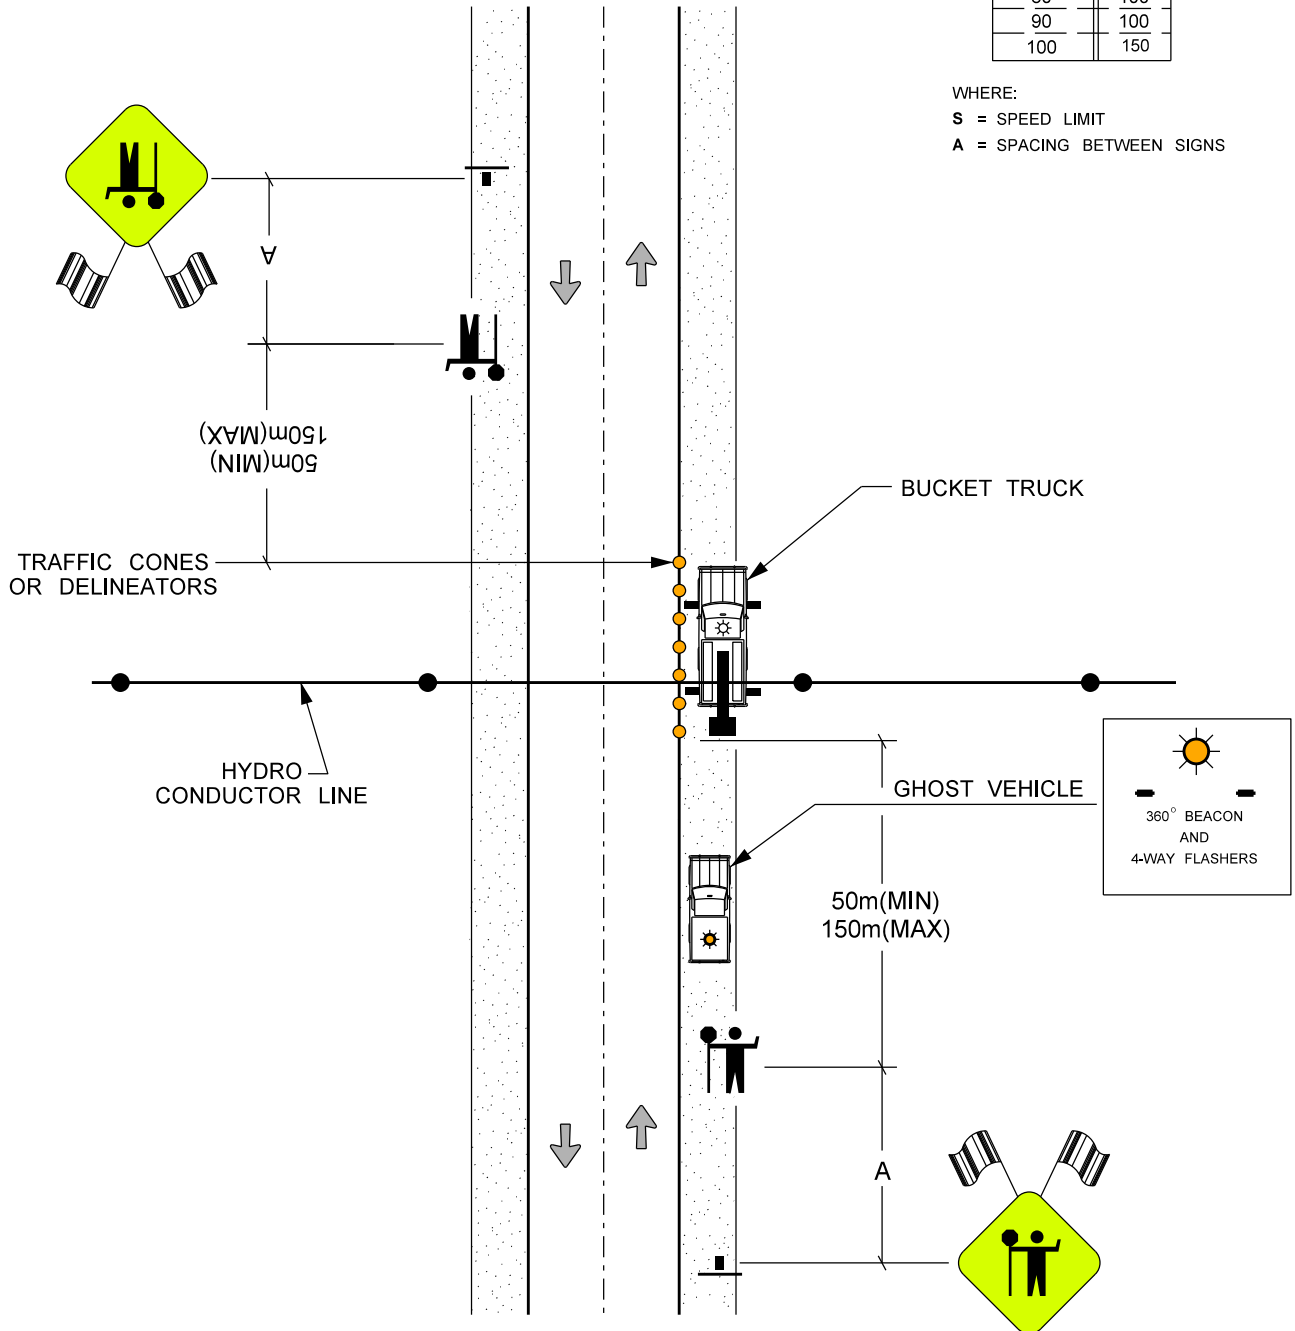 90 100
100 150
WHERE:
S = SPEED LIMIT
A = SPACING BETWEEN SIGNS
A
50m(MIN)
150m(MAX)
BUCKET TRUCK
TRAFFIC CONES
OR DELINEATORS
HYDRO
CONDUCTOR LINE
GHOST VEHICLE
360° BEACON
AND
4-WAY FLASHERS
50m(MIN)
150m(MAX)
A